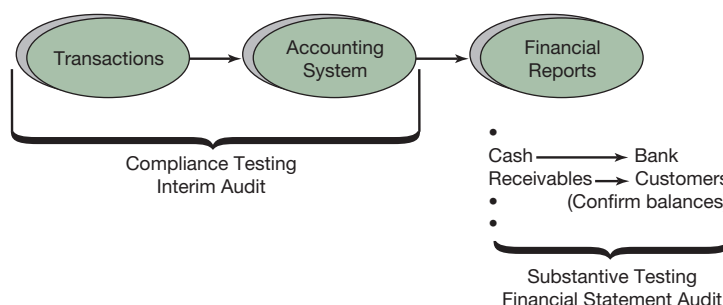 Transactions
Accounting
System
Financial
Reports
Compliance Testing
Interim Audit
•
Cash Bank
Receivables Customers
• (Confirm balances
•
Substantive Testing
Financial Statement Audit